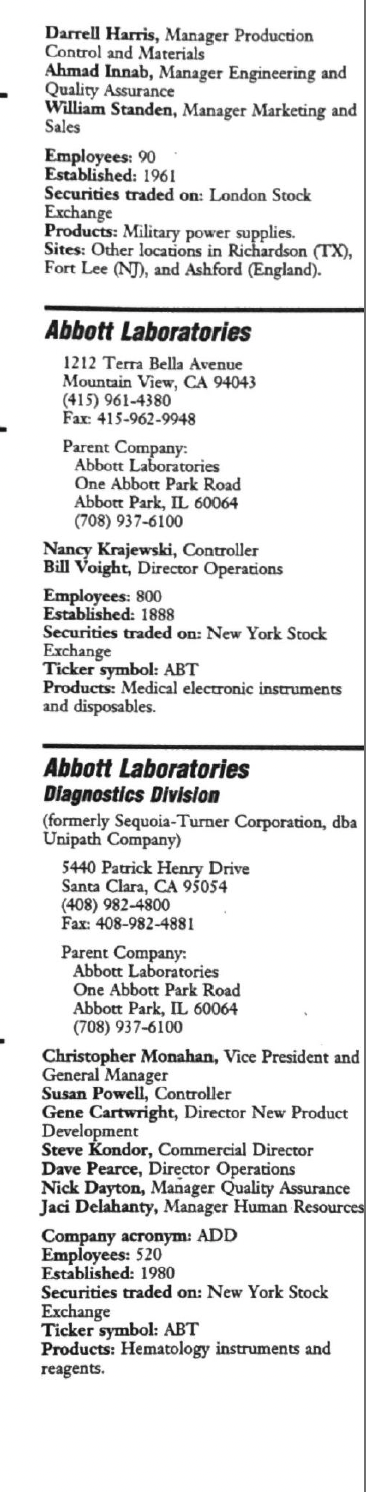 Darrell Harris, Manager Production
Control and Materials
Ahmad Innab, Manager Engineering and
Quality Assurance
William Standen, Manager Marketing and
Sales
Employees: 90
Established: 1961
Securities traded on: London Stock
Exchange
Products: Military power supplies.
Sites: Other locations in Richardson (TX),
Fort Lee (NJ), and Ashford (England).
Abbott Laboratories
1212 Terra Bella Avenue
Mountain View, CA 94043
(415) 961-4380
Fax: 415-962-9948
Parent Company:
Abbott Laboratories
One Abbott Park Road
Abbott Park, IL 60064
(708) 937-6100
Nancy Krajewski, Controller
Bill Voight, Director Operations
Employees: 800
Established: 1888
Securities traded on: New York Stock
Exchange
Ticker symbol: ABT
Products: Medical electronic instruments
and disposables.
Abbott Laboratories
Diagnostics Division
(formerly Sequoia-Turner Corporation, dba
Unipath Company)
5440 Patrick Henry Drive
Santa Clara, CA 95054
(408) 982-4800
Fax: 408-982-4881
Parent Company:
Abbott Laboratories
One Abbott Park Road
Abbott Park, IL 60064
(708) 937-6100
Christopher Monahan, Vice President and
General Manager
Susan Powell, Controller
Gene Cartwright, Director New Product
Development
Steve Kondor, Commercial Director
Dave Pearce, Director Operations
Nick Dayton, Manager Quality Assurance
Jaci Delahanty, Manager Human Resources
Company acronym: ADD
Employees: 520
Established: 1980
Securities traded on: New York Stock
Exchange
Ticker symbol: ABT
Products: Hematology instruments and
reagents.